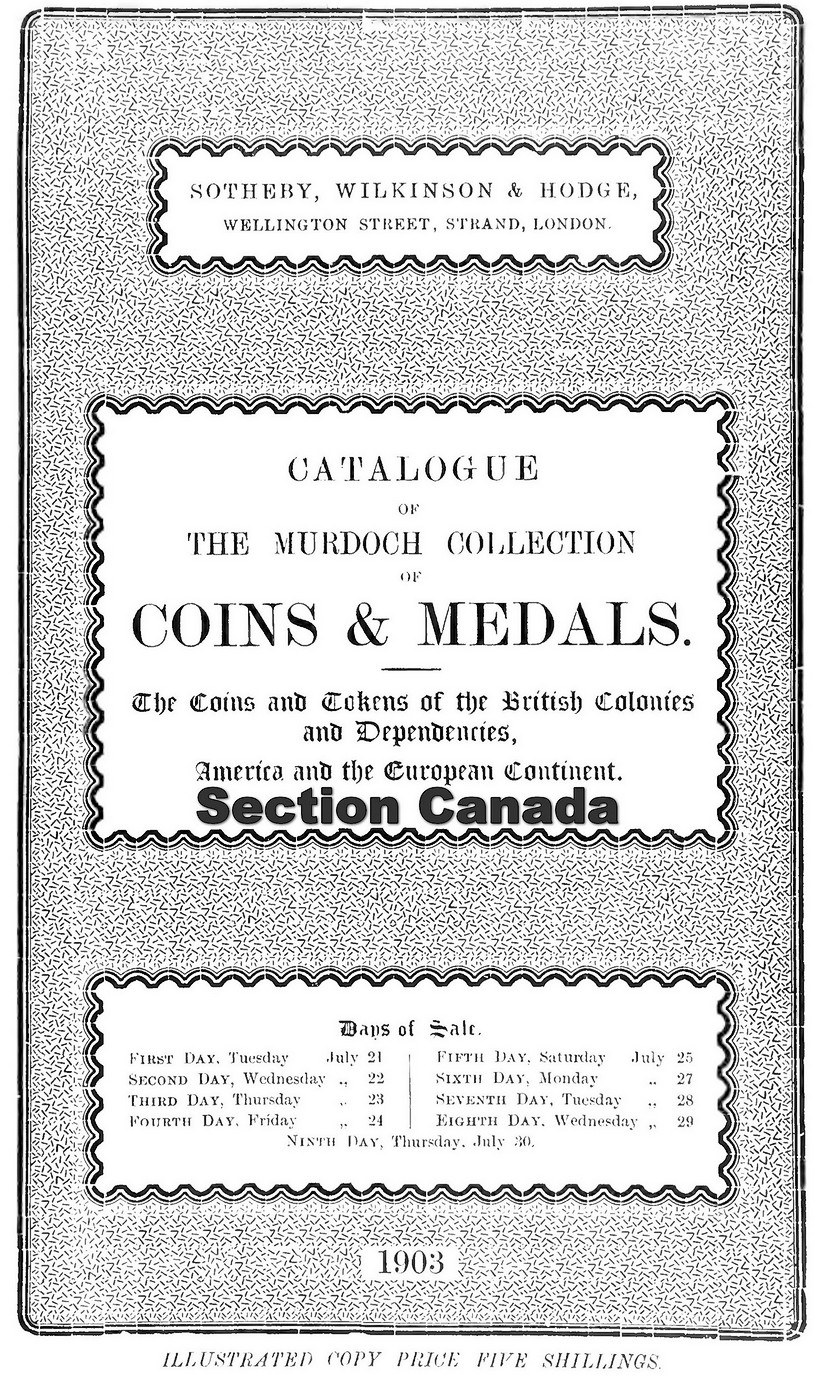 SOTHEBY, WILKINSON & HODGE,
WELLINGTON STREET, STRAND, LONDON.
CATALOGUE
OF
THE MURDOCH COLLECTION
OF
COINS & MEDALS.
The Coins and Tokens of the British Colonies
and Dependencies,
America and the European Continent.
Section Canada
Days of Sale.
FIRST DAY, Tuesday July 21
SECOND DAY, Wednesday „ 22
THIRD DAY, Thursday „ 23
FOURTH DAY, Friday „ 24
FIFTH DAY, Saturday July 25
SIXTH DAY, Monday „ 27
SEVENTH DAY, Tuesday „ 28
EIGHTH DAY, Wednesday „ 29
NINTH DAY, Thursday, July 30.
1903
ILLUSTRATED COPY PRICE FIVE SHILLINGS.